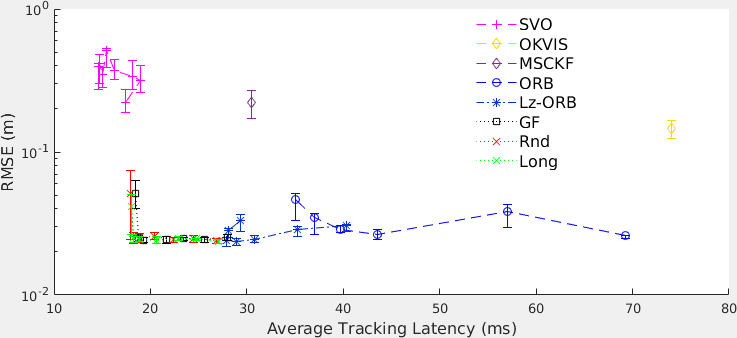 10^0
SVO
OKVIS
MSCKF
ORB
Lz-ORB
GF
Rnd
Long
10^-1
10^-2
RMSE (m)
10 20 30 40 50 60 70 80
Average Tracking Latency (ms)